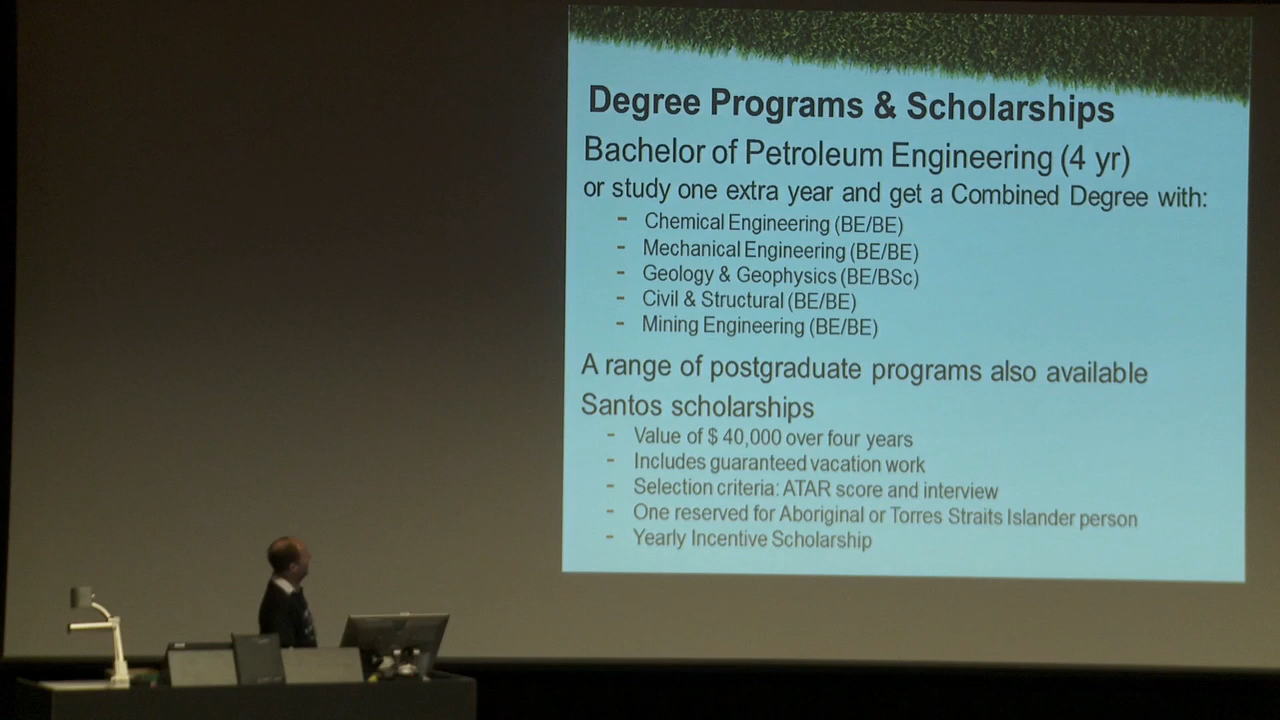 Degree Programs & Scholarships
Bachelor of Petroleum Engineering (4 yr)
or study one extra year and get a Combined Degree with:
- Chemical Engineering (BE/BE)
- Mechanical Engineering (BE/BE)
- Geology & Geophysics (BE/BSc)
- Civil & Structural (BE/BE)
- Mining Engineering (BE/BE)
A range of postgraduate programs also available
Santos scholarships
- Value of $ 40,000 over four years
- Includes guaranteed vacation work
- Selection criteria: ATAR score and interview
- One reserved for Aboriginal or Torres Straits Islander person
- Yearly Incentive Scholarship